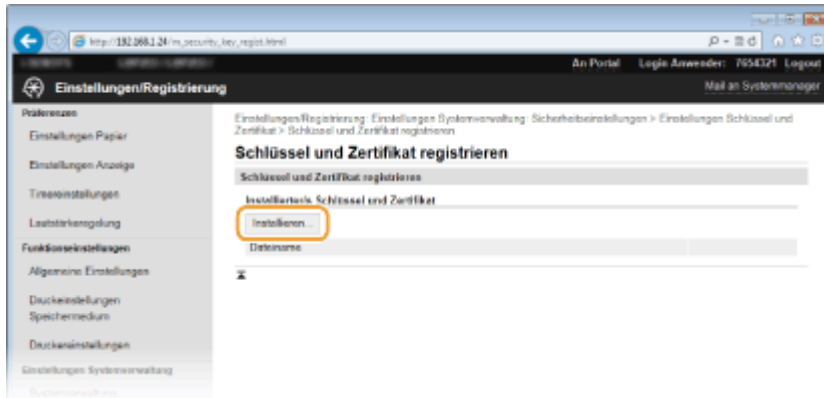 http://192.168.1.24/m_security_key_regist.html
An Portal Login Anwender: 7654321 Logout
Einstellungen/Registrierung
Mail an Systemmanager
Präferenzen
Einstellungen Papier
Einstellungen Anzeige
Timereinstellungen
Lautstärkeregelung
Funktionseinstellungen
Allgemeine Einstellungen
Druckeinstellungen
Speichermedium
Druckereinstellungen
Einstellungen Systemverwaltung
Systemverwaltung
Einstellungen/Registrierung: Einstellungen Systemverwaltung: Sicherheitseinstellungen > Einstellungen Schlüssel und
Zertifikat > Schlüssel und Zertifikat registrieren
Schlüssel und Zertifikat registrieren
Schlüssel und Zertifikat registrieren
Installierter/s Schlüssel und Zertifikat
Installieren...
Dateiname